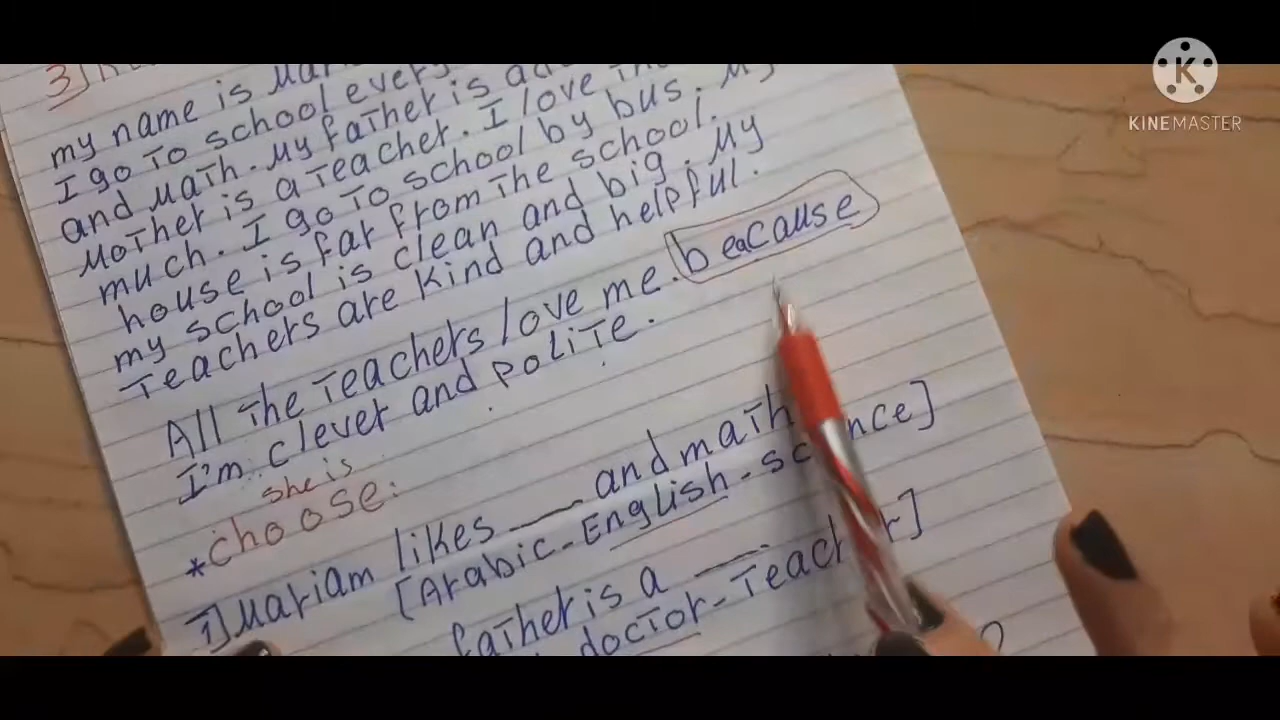 3]
my name is
I go To school every
and Math. My father is a
Mother is a Teacher. I love
much. I go To school by bus. My
house is far from The school.
my school is clean and big. My
Teachers are kind and helpful.
All The Teachers love me. beacause
I'm clever and polite.
she is
*choose:
1] Mariam likes ___ and math
[Arabic - English - science]
father is a ___
doctor - Teacher]
KINEMASTER